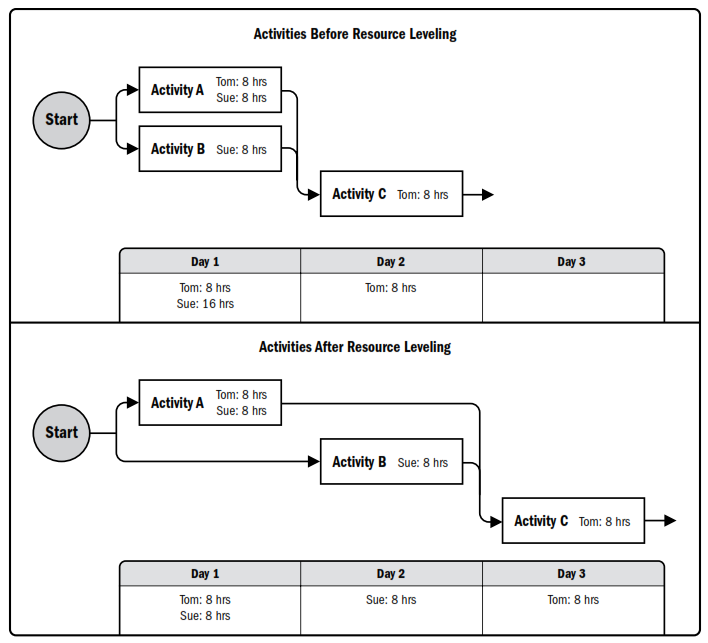 Activities Before Resource Leveling
Start
Activity A
Tom: 8 hrs
Sue: 8 hrs
Activity B Sue: 8 hrs
Activity C Tom: 8 hrs
Day 1 Day 2 Day 3
Tom: 8 hrs Tom: 8 hrs
Sue: 16 hrs
Activities After Resource Leveling
Start
Activity A
Tom: 8 hrs
Sue: 8 hrs
Activity B Sue: 8 hrs
Activity C Tom: 8 hrs
Day 1 Day 2 Day 3
Tom: 8 hrs Sue: 8 hrs Tom: 8 hrs
Sue: 8 hrs